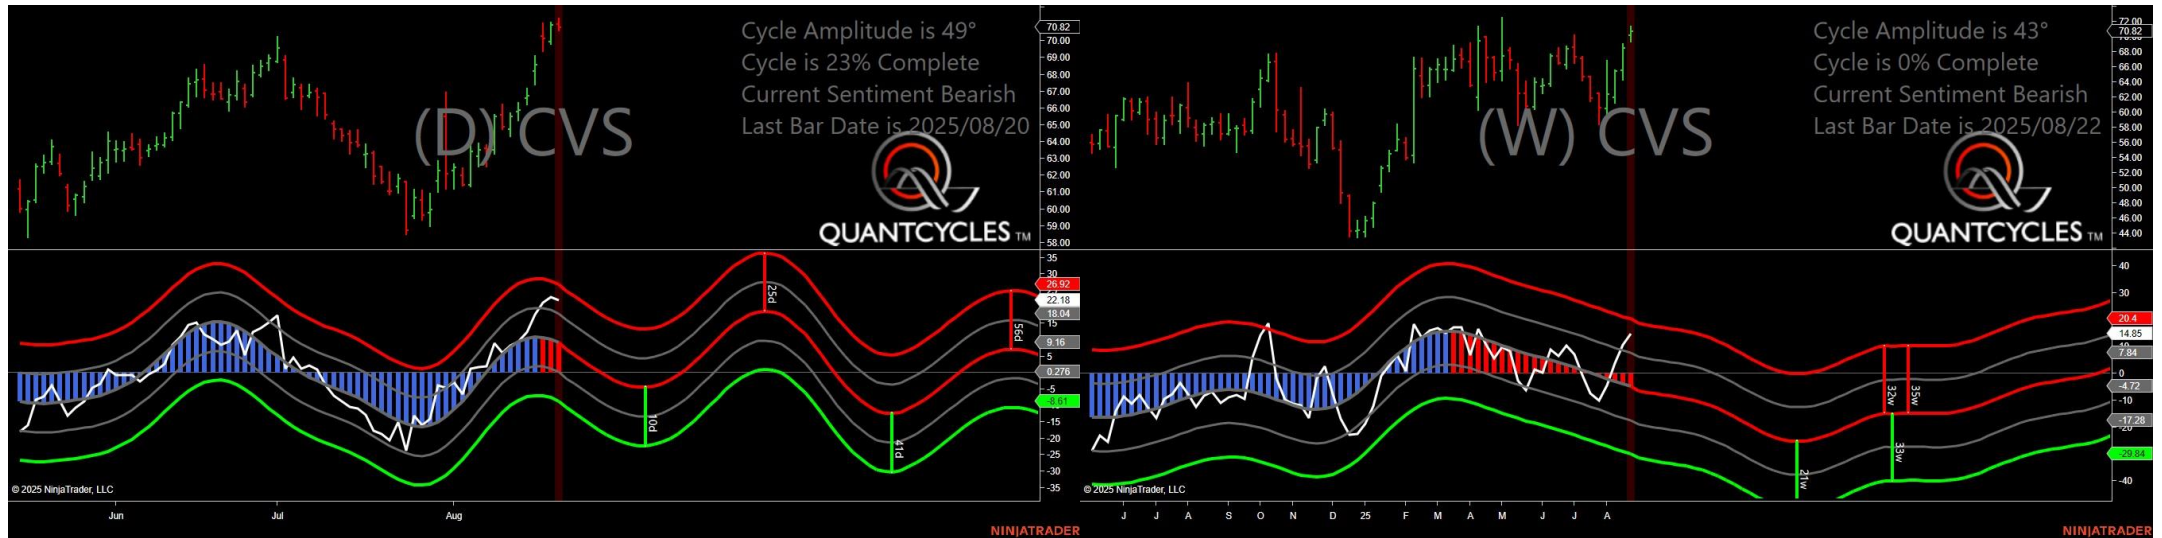 Cycle Amplitude is 49°
Cycle is 23% Complete
Current Sentiment Bearish
Last Bar Date is 2025/08/20
(D) CVS
QUANTCYCLES TM
70.82
70.00
69.00
68.00
67.00
66.00
65.00
64.00
63.00
62.00
61.00
60.00
59.00
58.00
35
30
26.92
22.18
18.04
15
9.16
5
0.276
-5
-8.61
-15
-20
-25
-30
-35
25d
56d
10d
41d
© 2025 NinjaTrader, LLC
Jun
Jul
Aug
NINJATRADER
Cycle Amplitude is 43°
Cycle is 0% Complete
Current Sentiment Bearish
Last Bar Date is 2025/08/22
(W) CVS
QUANTCYCLES TM
72.00
70.82
68.00
66.00
64.00
62.00
60.00
58.00
56.00
54.00
52.00
50.00
48.00
46.00
44.00
40
30
20.4
14.85
7.84
0
-4.72
-10
-17.28
-29.84
-40
32w
35w
33w
21w
© 2025 NinjaTrader, LLC
J
J
A
S
O
N
D
25
F
M
A
M
J
J
A
NINJATRADER